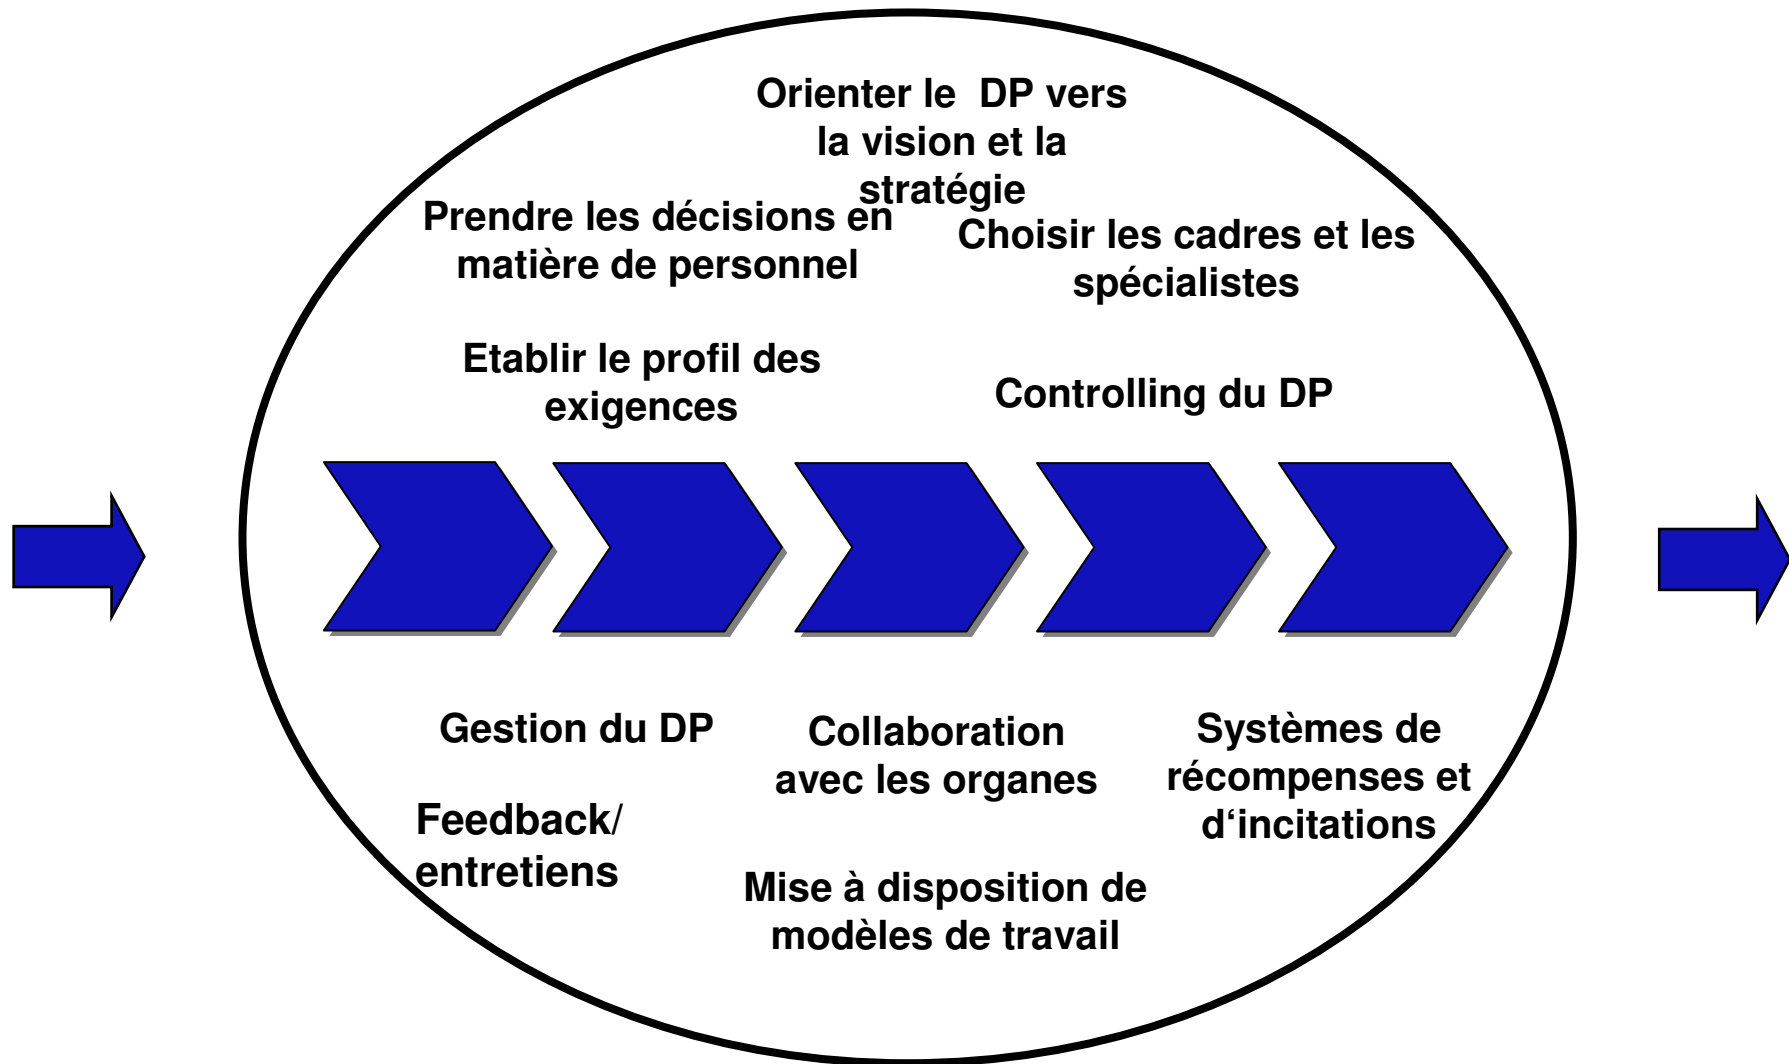 Orienter le DP vers
la vision et la
stratégie
Prendre les décisions en
matière de personnel
Choisir les cadres et les
spécialistes
Etablir le profil des
exigences
Controlling du DP
Gestion du DP
Collaboration
avec les organes
Systèmes de
récompenses et
d‘incitations
Feedback/
entretiens
Mise à disposition de
modèles de travail